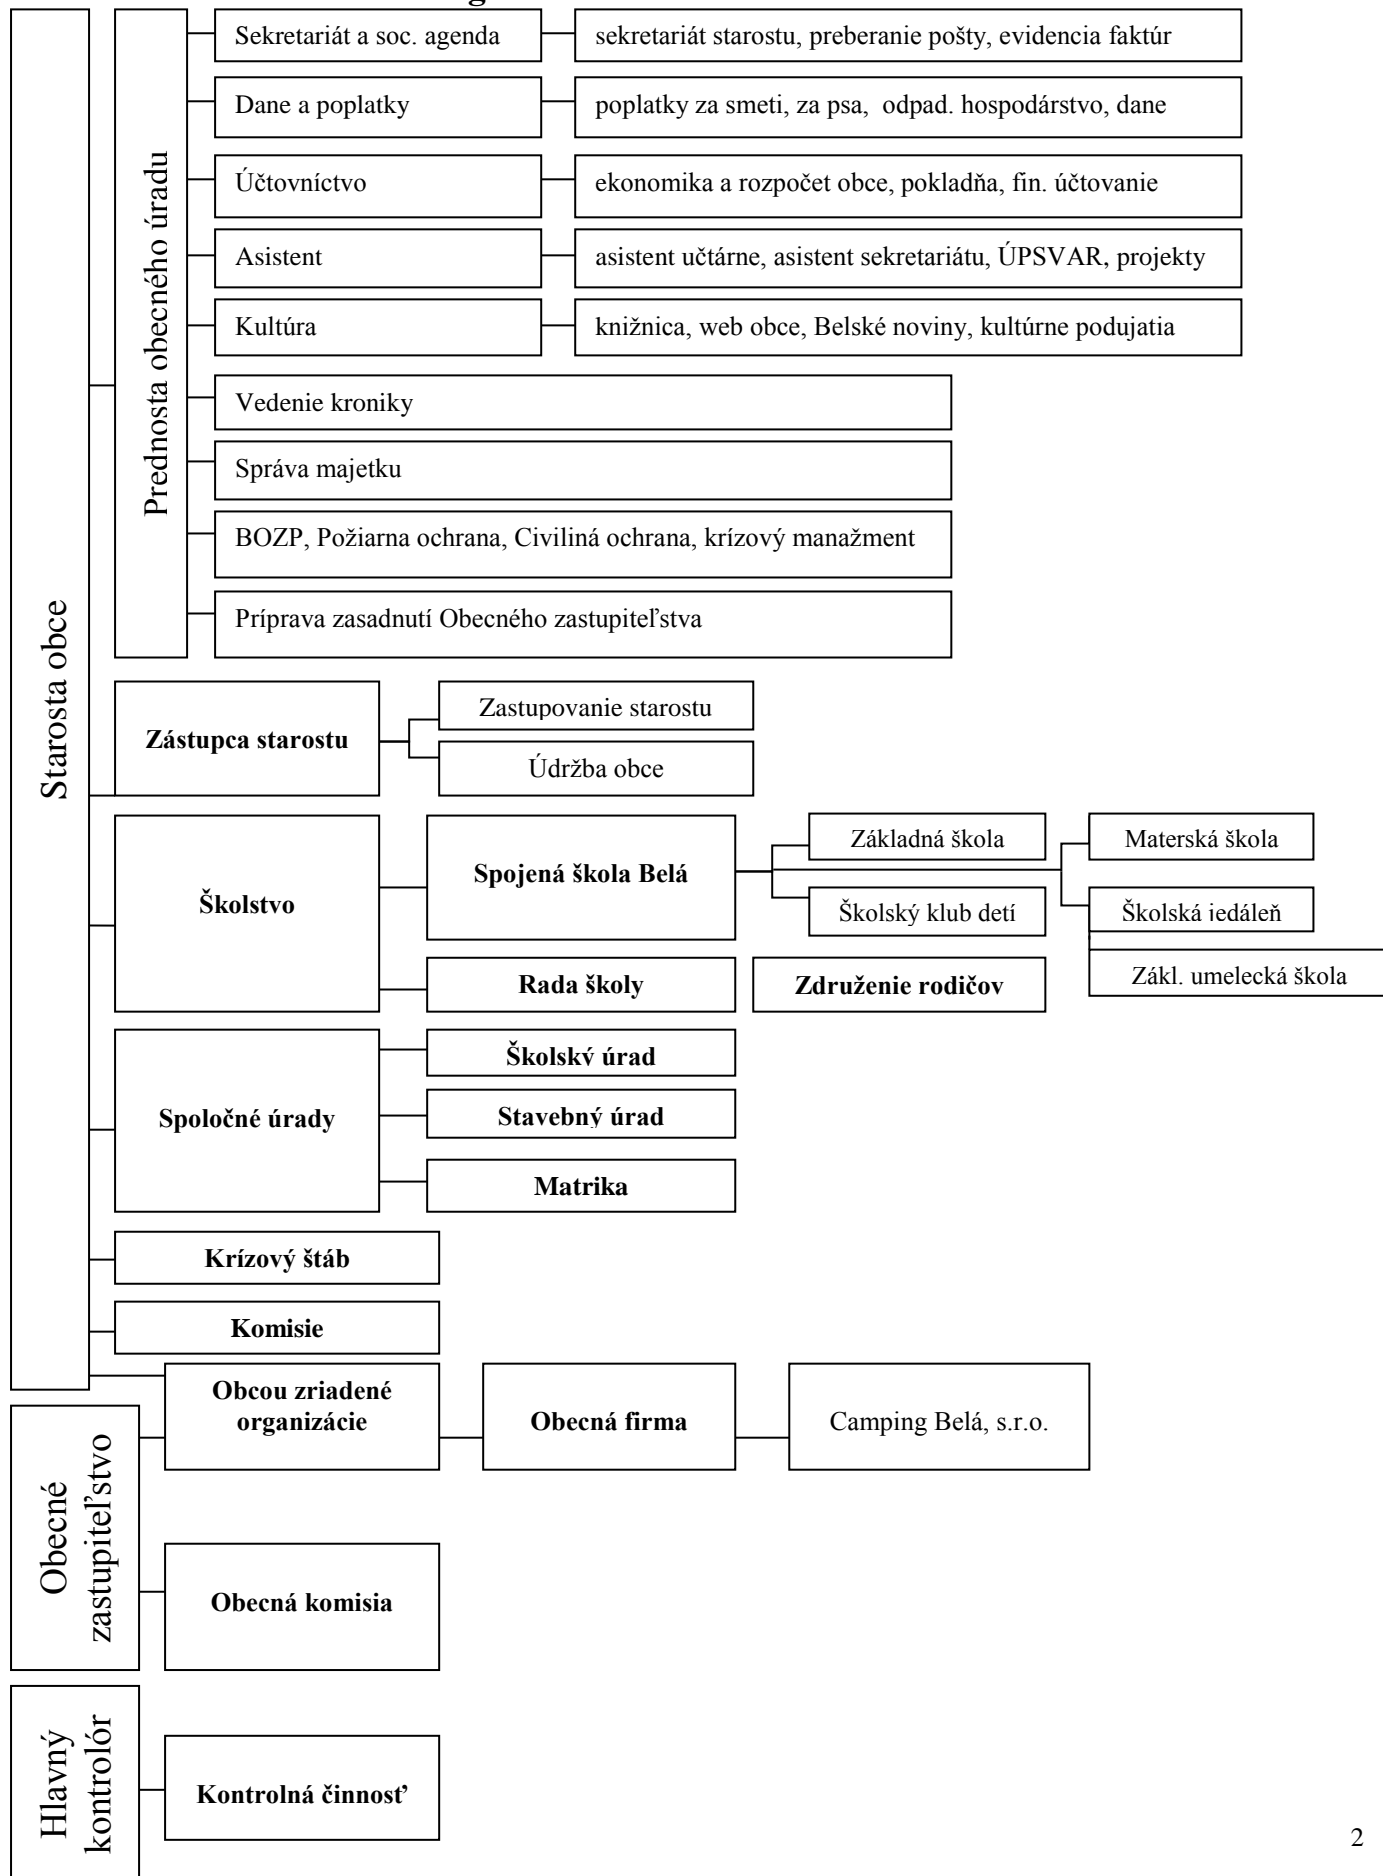 Sekretariát a soc. agenda
sekretariát starostu, preberanie pošty, evidencia faktúr
Dane a poplatky
poplatky za smeti, za psa, odpad. hospodárstvo, dane
Účtovníctvo
ekonomika a rozpočet obce, pokladňa, fin. účtovanie
Asistent
asistent učtárne, asistent sekretariátu, ÚPSVAR, projekty
Kultúra
knižnica, web obce, Belské noviny, kultúrne podujatia
Prednosta obecného úradu
Vedenie kroniky
Správa majetku
BOZP, Požiarna ochrana, Civiliná ochrana, krízový manažment
Príprava zasadnutí Obecného zastupiteľstva
Starosta obce
Zástupca starostu
Zastupovanie starostu
Údržba obce
Školstvo
Spojená škola Belá
Základná škola
Materská škola
Školský klub detí
Školská jedáleň
Zákl. umelecká škola
Rada školy
Združenie rodičov
Spoločné úrady
Školský úrad
Stavebný úrad
Matrika
Krízový štáb
Komisie
Obcou zriadené
organizácie
Obecná firma
Camping Belá, s.r.o.
Obecné
zastupiteľstvo
Obecná komisia
Hlavný
kontrolór
Kontrolná činnosť
2